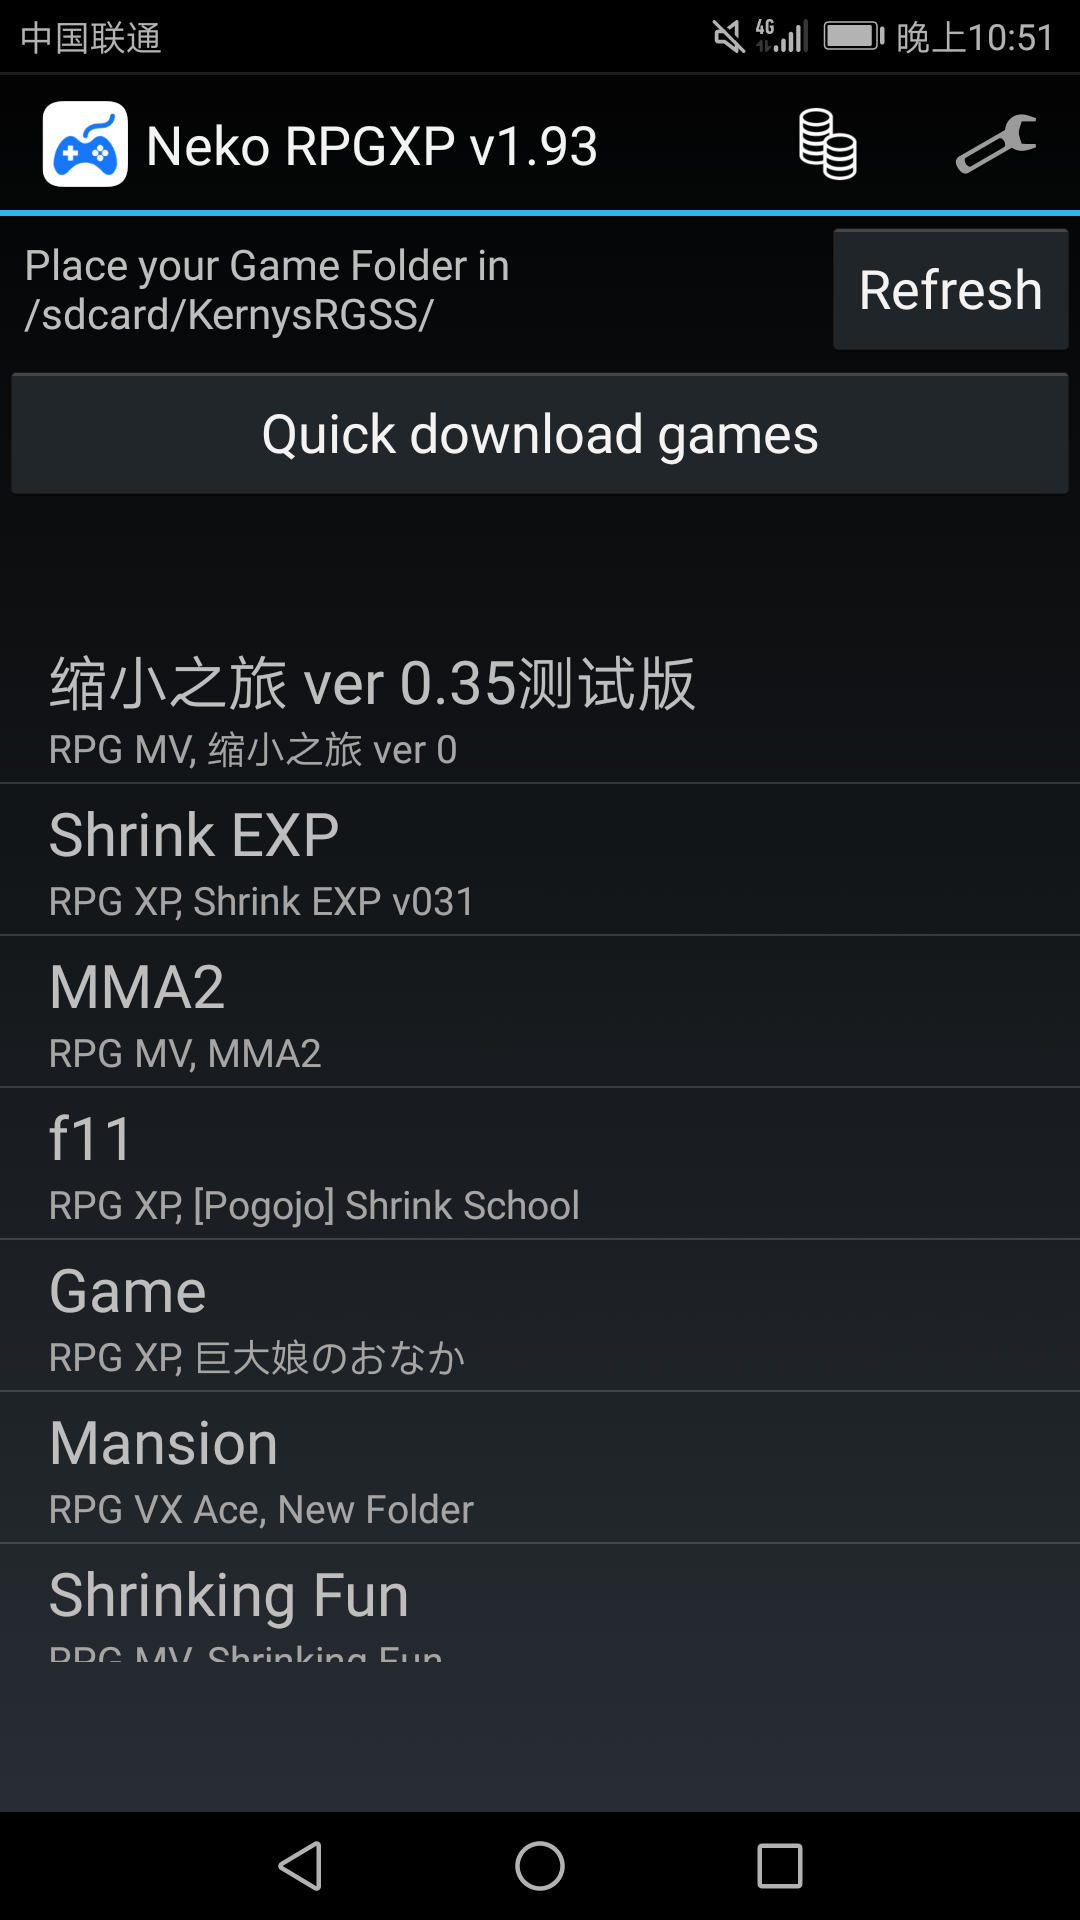 中国联通 4G 晚上10:51
Neko RPGXP v1.93
Place your Game Folder in
/sdcard/KernysRGSS/
Refresh
Quick download games
缩小之旅 ver 0.35测试版
RPG MV, 缩小之旅 ver 0
Shrink EXP
RPG XP, Shrink EXP v031
MMA2
RPG MV, MMA2
f11
RPG XP, [Pogojo] Shrink School
Game
RPG XP, 巨大娘のおなか
Mansion
RPG VX Ace, New Folder
Shrinking Fun
RPG MV, Shrinking Fun